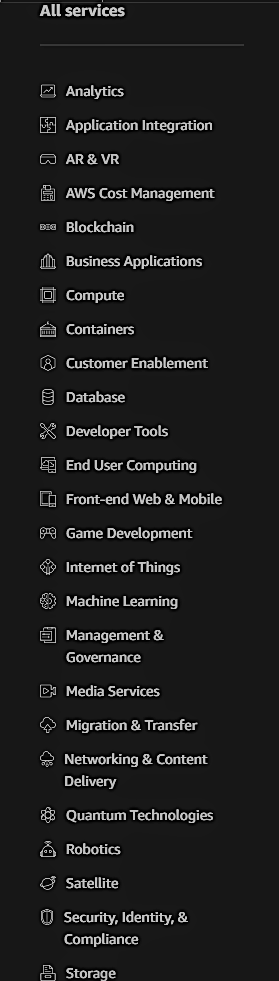 All services
Analytics
Application Integration
AR & VR
AWS Cost Management
Blockchain
Business Applications
Compute
Containers
Customer Enablement
Database
Developer Tools
End User Computing
Front-end Web & Mobile
Game Development
Internet of Things
Machine Learning
Management &
Governance
Media Services
Migration & Transfer
Networking & Content
Delivery
Quantum Technologies
Robotics
Satellite
Security, Identity, &
Compliance
Storage